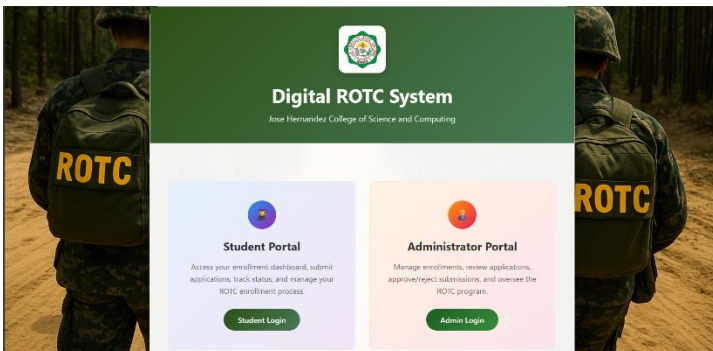 Digital ROTC System
Jose Hernandez College of Science and Computing
ROTC
ROTC
Student Portal
Access your enrollment dashboard, submit
applications, track status, and manage your
ROTC enrollment process.
Student Login
Administrator Portal
Manage enrollments, review applications,
approve/reject submissions, and oversee the
ROTC program.
Admin Login